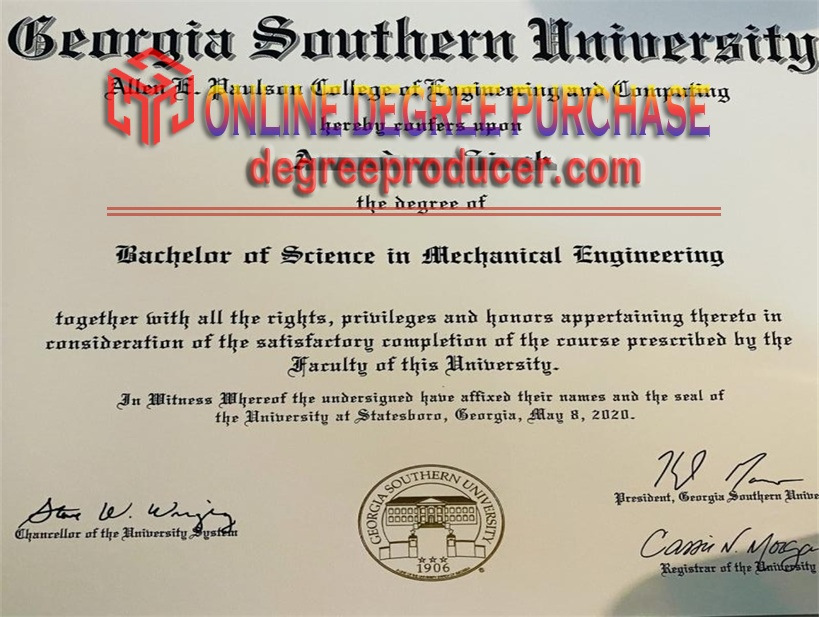 Georgia Southern University
Allen E. Paulson College of Engineering and Computing
ONLINE DEGREE PURCHASE
hereby confers upon
degreeproducer.com
the degree of
Bachelor of Science in Mechanical Engineering
together with all the rights, privileges and honors appertaining thereto in
consideration of the satisfactory completion of the course prescribed by the
Faculty of this University.
In Witness Whereof the undersigned have affixed their names and the seal of
the University at Statesboro, Georgia, May 8, 2020.
GEORGIA SOUTHERN UNIVERSITY
1906
Chancellor of the University System
President, Georgia Southern Unive
Cassie N. Morga
Registrar of the University